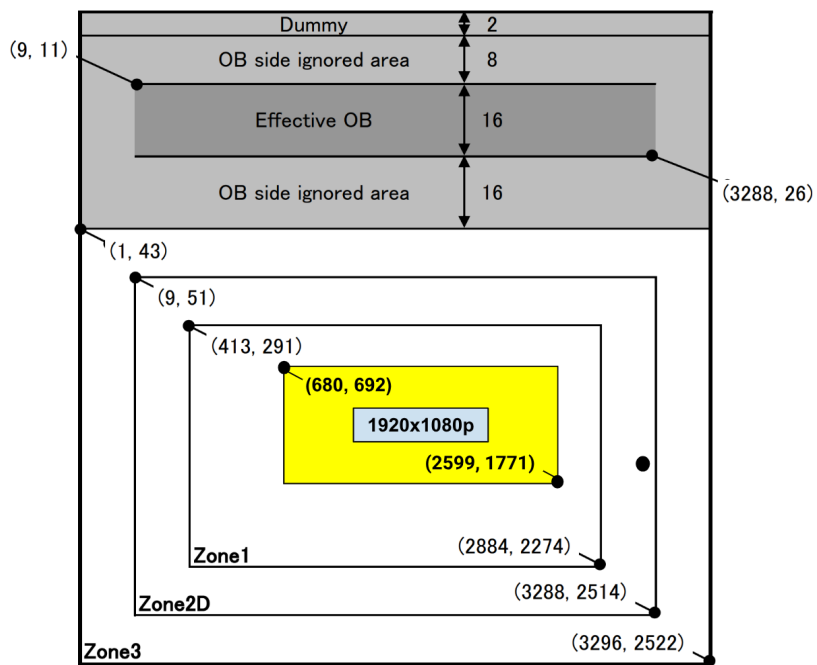 Dummy 2
(9, 11)
OB side ignored area 8
Effective OB 16
(3288, 26)
OB side ignored area 16
(1, 43)
(9, 51)
(413, 291)
(680, 692)
1920x1080p
(2599, 1771)
(2884, 2274)
Zone1
(3288, 2514)
Zone2D
(3296, 2522)
Zone3